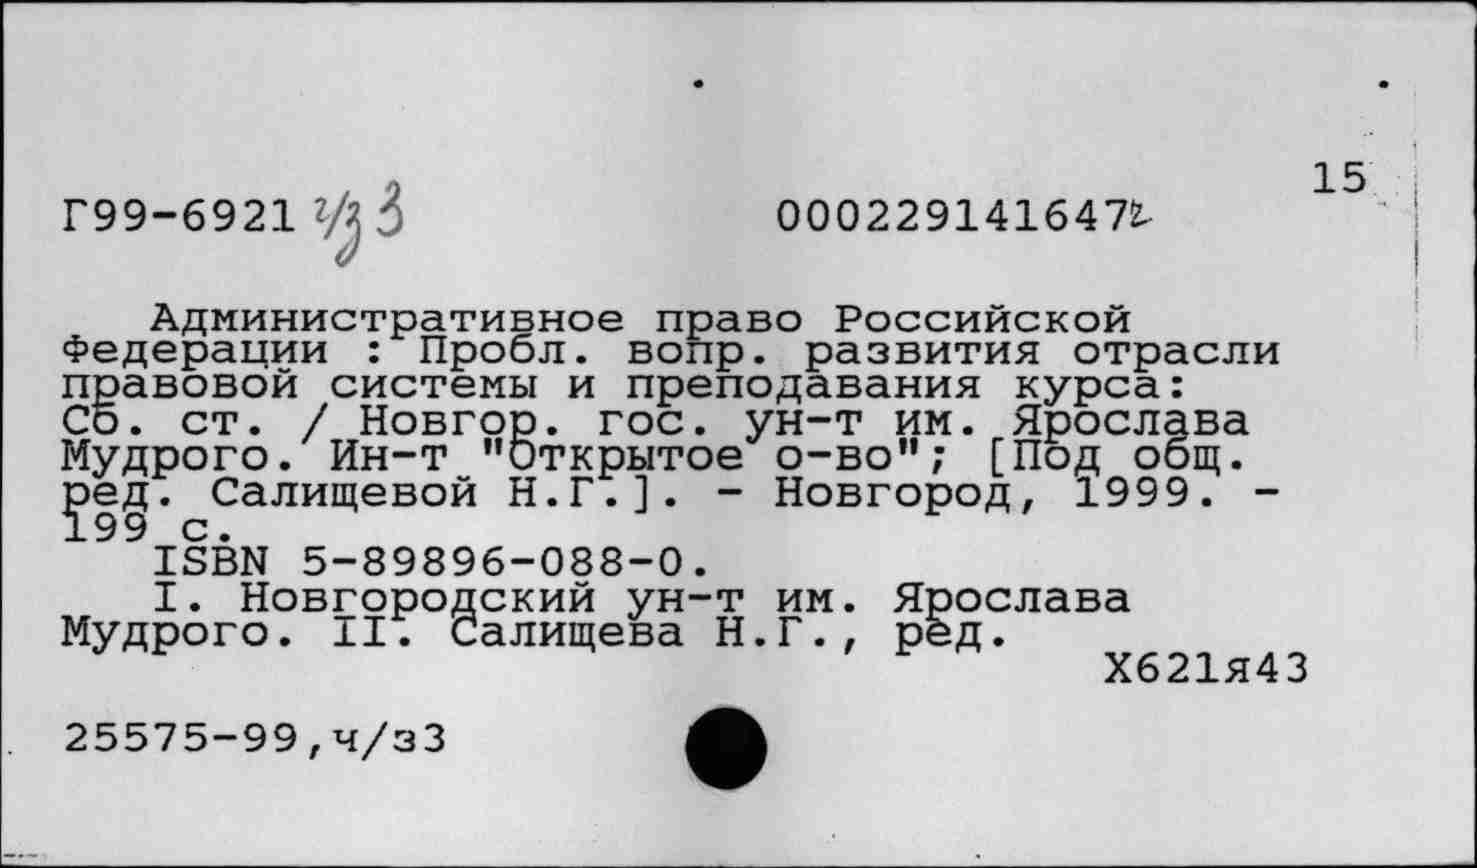 15
Г99-6921 ч/з 3 0002291416471
Административное право Российской
Федерации : Пробл. вопр. развития отрасли
правовой системы и преподавания курса:
Сб. ст. / Новгор. гос. ун-т им. Ярослава
Мудрого. Ин-т "Открытое о-во"; [Под общ.
ред. Салищевой Н.Г.]. - Новгород, 1999. -
199 с.
ISBN 5-89896-088-0.
I. Новгородский ун-т им. Ярослава
Мудрого. II. Салищева Н.Г., ред.
Х621я43
25575-99,ч/з3